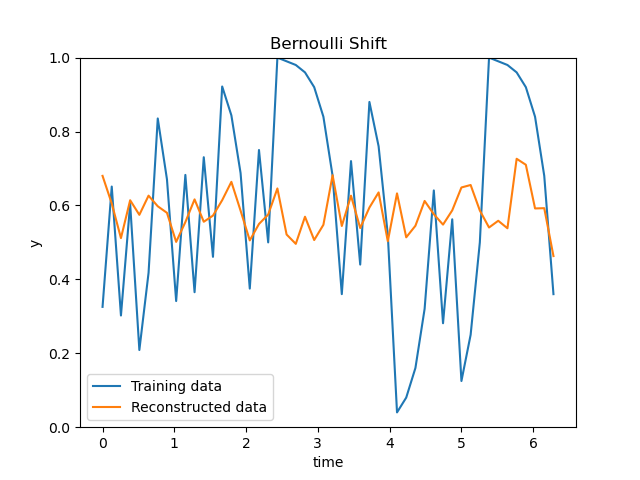 Bernoulli Shift
1.0
0.8
0.6
0.4
0.2
0.0
y
Training data
Reconstructed data
0 1 2 3 4 5 6
time